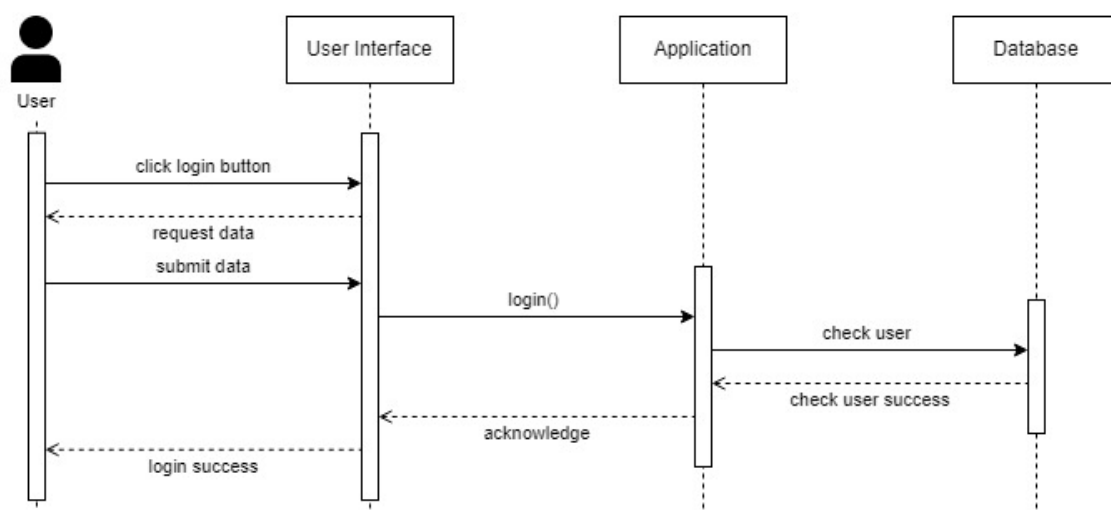 User Interface
Application
Database
User
click login button
request data
submit data
login()
check user
check user success
acknowledge
login success